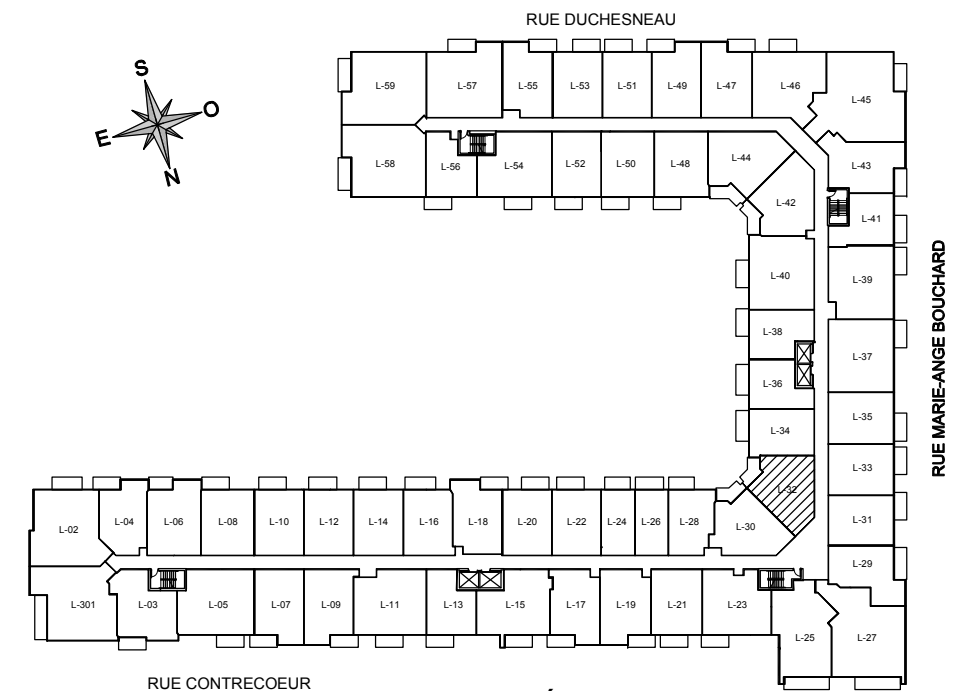 RUE DUCHESNEAU
S
O
E
N
L-59 L-57 L-55 L-53 L-51 L-49 L-47 L-46 L-45
L-58 L-56 L-54 L-52 L-50 L-48 L-44 L-43
L-42 L-41
L-40 L-39
L-38
L-37
L-36
L-35
L-34
L-33
L-32
L-31
RUE MARIE-ANGE BOUCHARD
L-02 L-04 L-06 L-08 L-10 L-12 L-14 L-16 L-18 L-20 L-22 L-24 L-26 L-28 L-30
L-29
L-301 L-03 L-05 L-07 L-09 L-11 L-13 L-15 L-17 L-19 L-21 L-23
L-25 L-27
RUE CONTRECOEUR